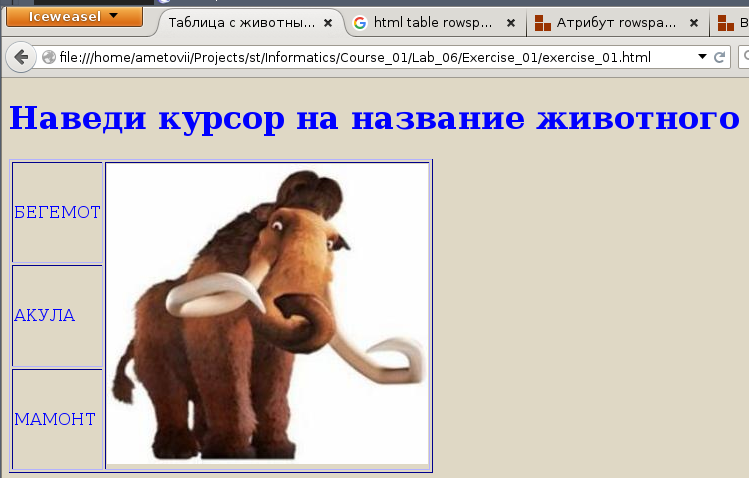 Iceweasel
Таблица с животны...
html table rowsp...
Атрибут rowspa...
В
file:///home/ametovii/Projects/st/Informatics/Course_01/Lab_06/Exercise_01/exercise_01.html
Наведи курсор на название животного
БЕГЕМОТ
АКУЛА
МАМОНТ